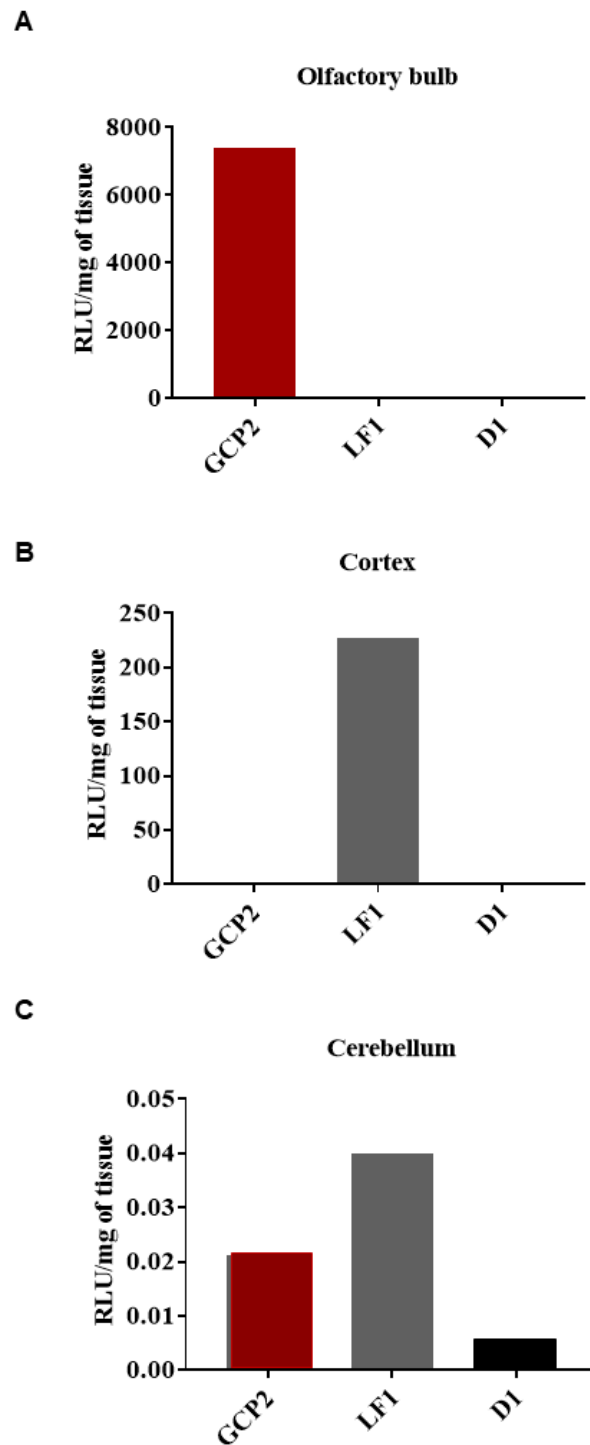 A
Olfactory bulb
RLU/mg of tissue
8000
6000
4000
2000
0
GCP2 LF1 D1
B
Cortex
RLU/mg of tissue
250
200
150
100
50
0
GCP2 LF1 D1
C
Cerebellum
RLU/mg of tissue
0.05
0.04
0.03
0.02
0.01
0.00
GCP2 LF1 D1